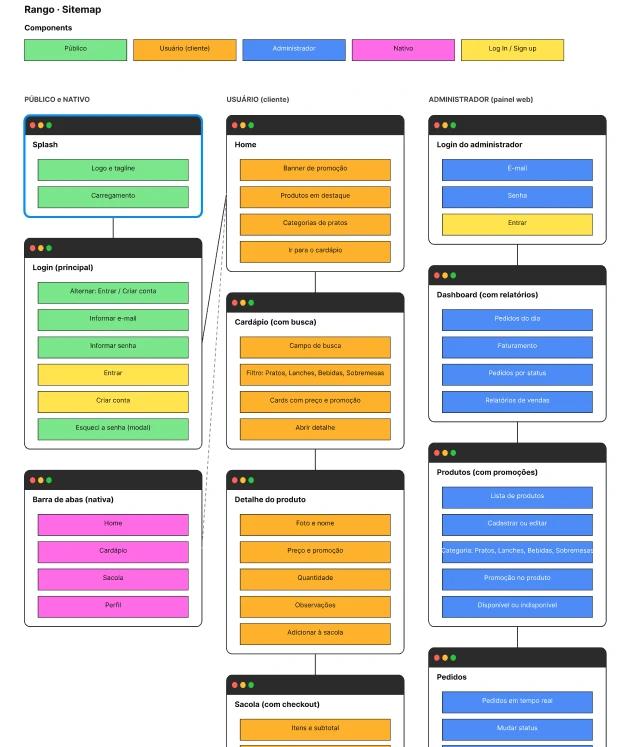 Rango · Sitemap
Components
Público
Usuário (cliente)
Administrador
Nativo
Log In / Sign up
PÚBLICO e NATIVO
Splash
Logo e tagline
Carregamento
Login (principal)
Alternar: Entrar / Criar conta
Informar e-mail
Informar senha
Entrar
Criar conta
Esqueci a senha (modal)
Barra de abas (nativa)
Home
Cardápio
Sacola
Perfil
USUÁRIO (cliente)
Home
Banner de promoção
Produtos em destaque
Categorias de pratos
Ir para o cardápio
Cardápio (com busca)
Campo de busca
Filtro: Pratos, Lanches, Bebidas, Sobremesas
Cards com preço e promoção
Abrir detalhe
Detalhe do produto
Foto e nome
Preço e promoção
Quantidade
Observações
Adicionar à sacola
Sacola (com checkout)
Itens e subtotal
ADMINISTRADOR (painel web)
Login do administrador
E-mail
Senha
Entrar
Dashboard (com relatórios)
Pedidos do dia
Faturamento
Pedidos por status
Relatórios de vendas
Produtos (com promoções)
Lista de produtos
Cadastrar ou editar
Categoria: Pratos, Lanches, Bebidas, Sobremesas
Promoção no produto
Disponível ou indisponível
Pedidos
Pedidos em tempo real
Mudar status